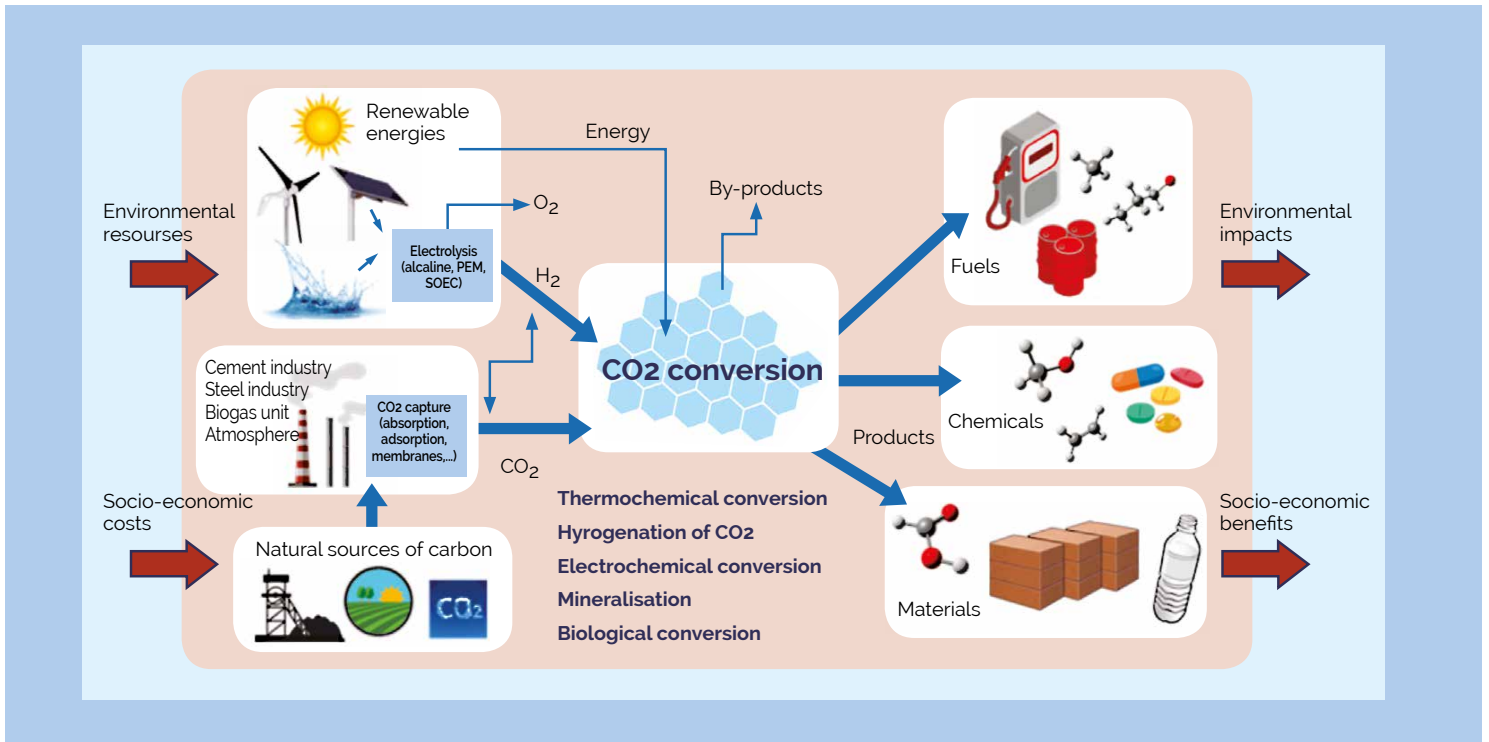 Renewable
energies
Energy
By-products
O2
Environmental
resourses
Electrolysis
(alcaline, PEM,
SOEC)
H2
Fuels
Environmental
impacts
Cement industry
Steel industry
Biogas unit
Atmosphere
CO2 capture
(absorption,
adsorption,
membranes,...)
CO2 conversion
Chemicals
Products
CO2
Socio-economic
costs
Natural sources of carbon
CO2
Thermochemical conversion
Hyrogenation of CO2
Electrochemical conversion
Mineralisation
Biological conversion
Materials
Socio-economic
benefits